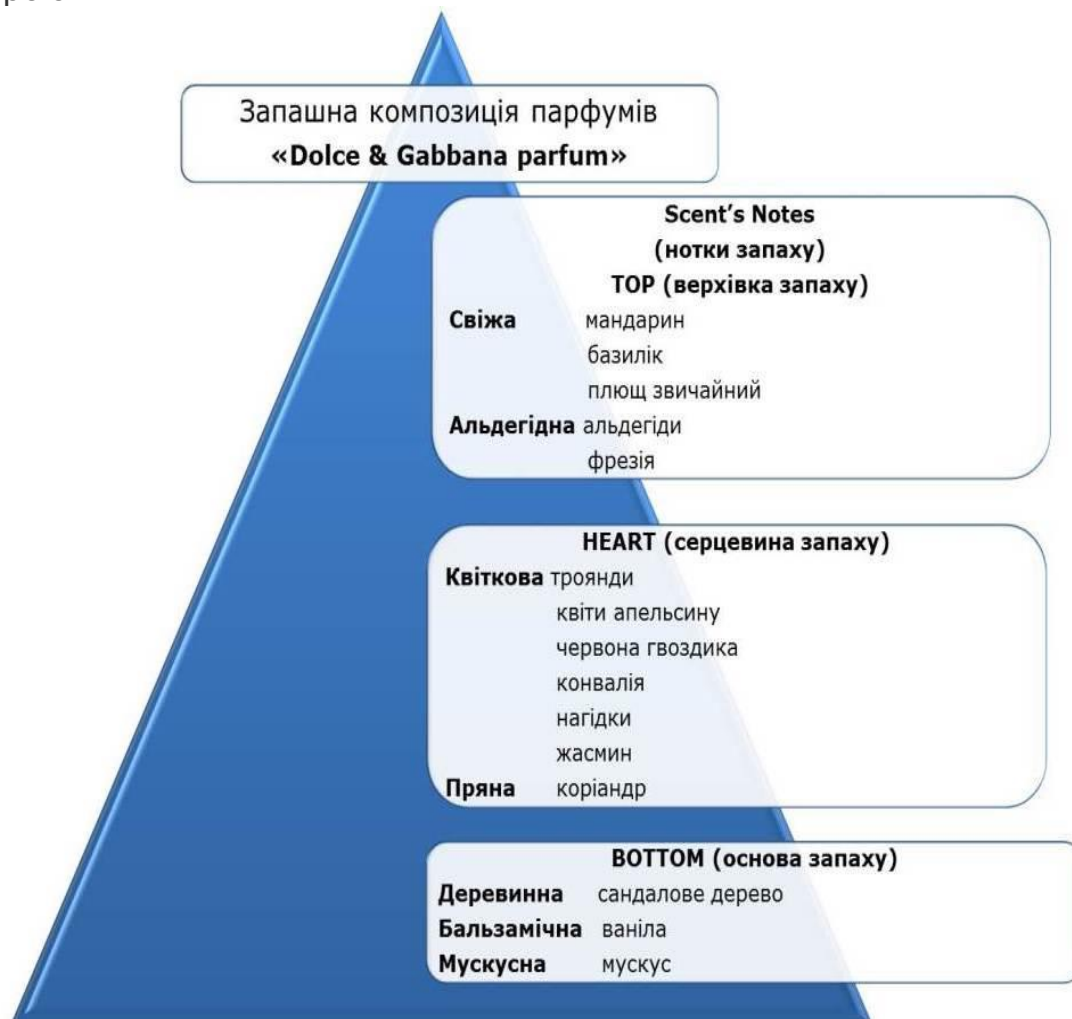 Запашна композиція парфумів
«Dolce & Gabbana parfum»
Scent's Notes
(нотки запаху)
TOP (верхівка запаху)
Свіжа мандарин
базилік
плющ звичайний
Альдегідна альдегіди
фрезія
HEART (серцевина запаху)
Квіткова троянди
квіти апельсину
червона гвоздика
конвалія
нагідки
жасмин
Пряна коріандр
BOTTOM (основа запаху)
Деревинна сандалове дерево
Бальзамічна ваніла
Мускусна мускус